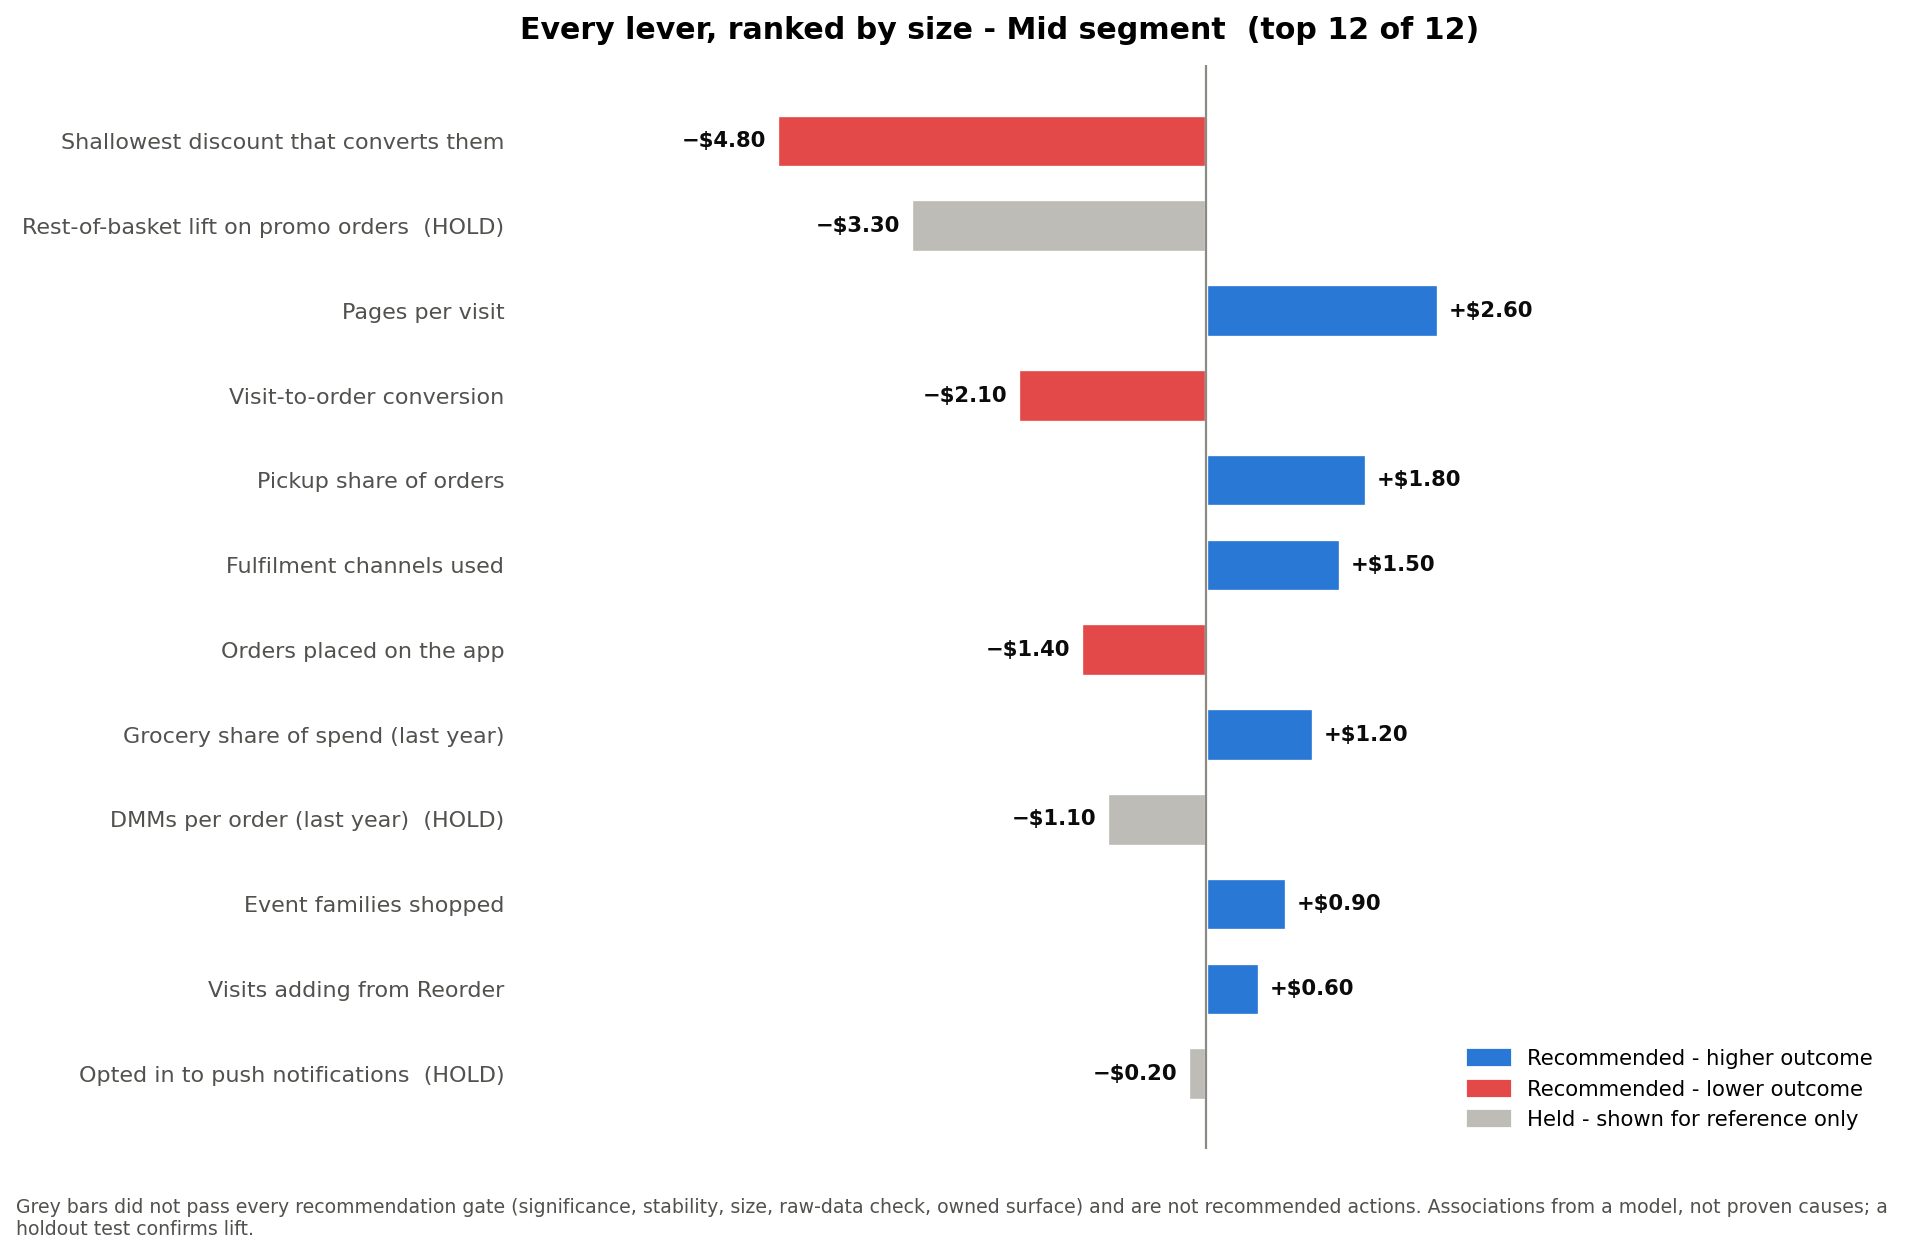 Every lever, ranked by size - Mid segment  (top 12 of 12)
Shallowest discount that converts them −$4.80
Rest-of-basket lift on promo orders  (HOLD) −$3.30
Pages per visit +$2.60
Visit-to-order conversion −$2.10
Pickup share of orders +$1.80
Fulfilment channels used +$1.50
Orders placed on the app −$1.40
Grocery share of spend (last year) +$1.20
DMMs per order (last year)  (HOLD) −$1.10
Event families shopped +$0.90
Visits adding from Reorder +$0.60
Opted in to push notifications  (HOLD) −$0.20
Recommended - higher outcome
Recommended - lower outcome
Held - shown for reference only
Grey bars did not pass every recommendation gate (significance, stability, size, raw-data check, owned surface) and are not recommended actions. Associations from a model, not proven causes; a
holdout test confirms lift.